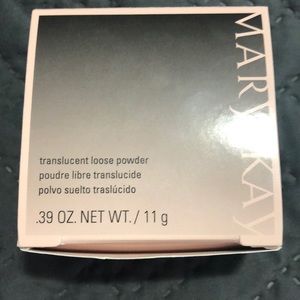 MARY KAY
translucent loose powder
poudre libre translucide
polvo suelto traslúcido
.39 OZ. NET WT. / 11 g